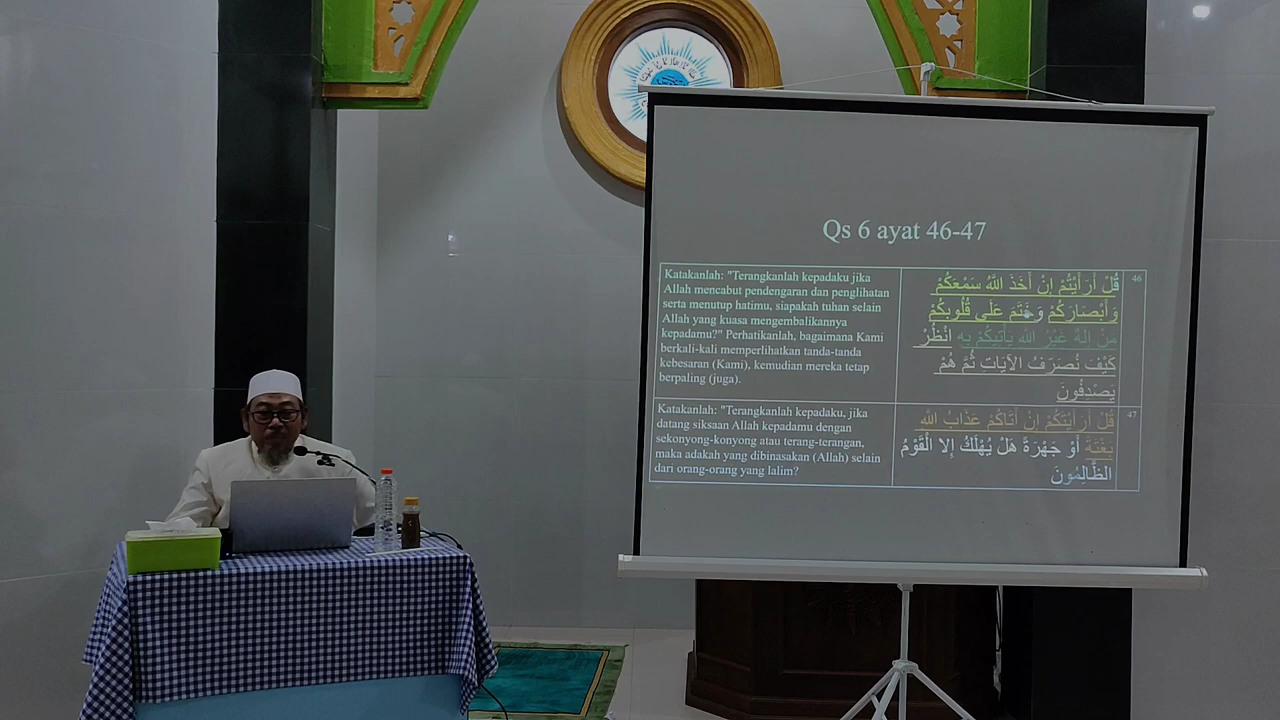 Qs 6 ayat 46-47
Katakanlah: "Terangkanlah kepadaku jika
Allah mencabut pendengaran dan penglihatan
serta menutup hatimu, siapakah tuhan selain
Allah yang kuasa mengembalikannya
kepadamu?" Perhatikanlah, bagaimana Kami
berkali-kali memperlihatkan tanda-tanda
kebesaran (Kami), kemudian mereka tetap
berpaling (juga).
قُلْ أَرَأَيْتُمْ إِنْ أَخَذَ اللَّهُ سَمْعَكُمْ
وَأَبْصَارَكُمْ وَخَتَمَ عَلَى قُلُوبِكُمْ
مَنْ إِلَهٌ غَيْرُ اللَّهِ يَأْتِيكُمْ بِهِ انْظُرْ
كَيْفَ نُصَرِّفُ الآيَاتِ ثُمَّ هُمْ
يَصْدِفُونَ
46
Katakanlah: "Terangkanlah kepadaku, jika
datang siksaan Allah kepadamu dengan
sekonyong-konyong atau terang-terangan,
maka adakah yang dibinasakan (Allah) selain
dari orang-orang yang lalim?
قُلْ أَرَأَيْتَكُمْ إِنْ أَتَاكُمْ عَذَابُ اللَّهِ
بَغْتَةً أَوْ جَهْرَةً هَلْ يُهْلَكُ إِلا الْقَوْمُ
الظَّالِمُونَ
47